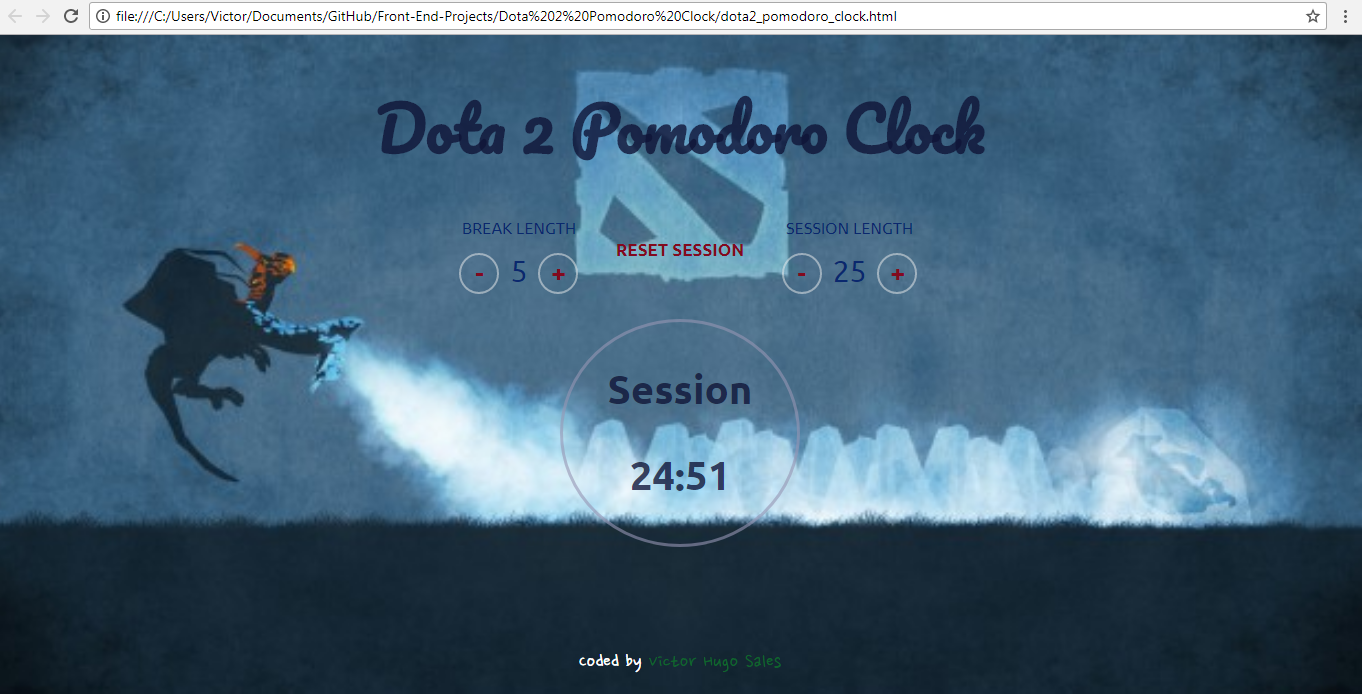 file:///C:/Users/Victor/Documents/GitHub/Front-End-Projects/Dota%202%20Pomodoro%20Clock/dota2_pomodoro_clock.html
Dota 2 Pomodoro Clock
BREAK LENGTH
- 5 +
RESET SESSION
SESSION LENGTH
- 25 +
Session
24:51
coded by Victor Hugo Sales